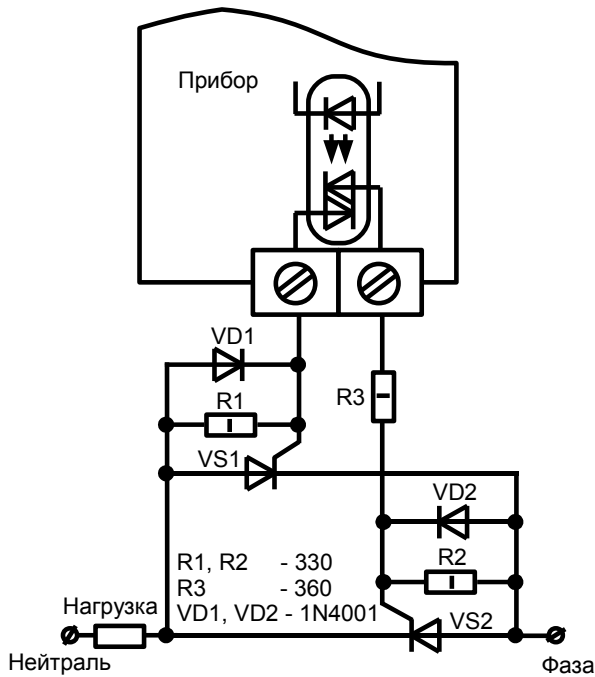 Прибор
VD1
R1
R3
VS1
VD2
R1, R2 - 330
R2
R3 - 360
VD1, VD2 - 1N4001
Нагрузка
VS2
Нейтраль
Фаза